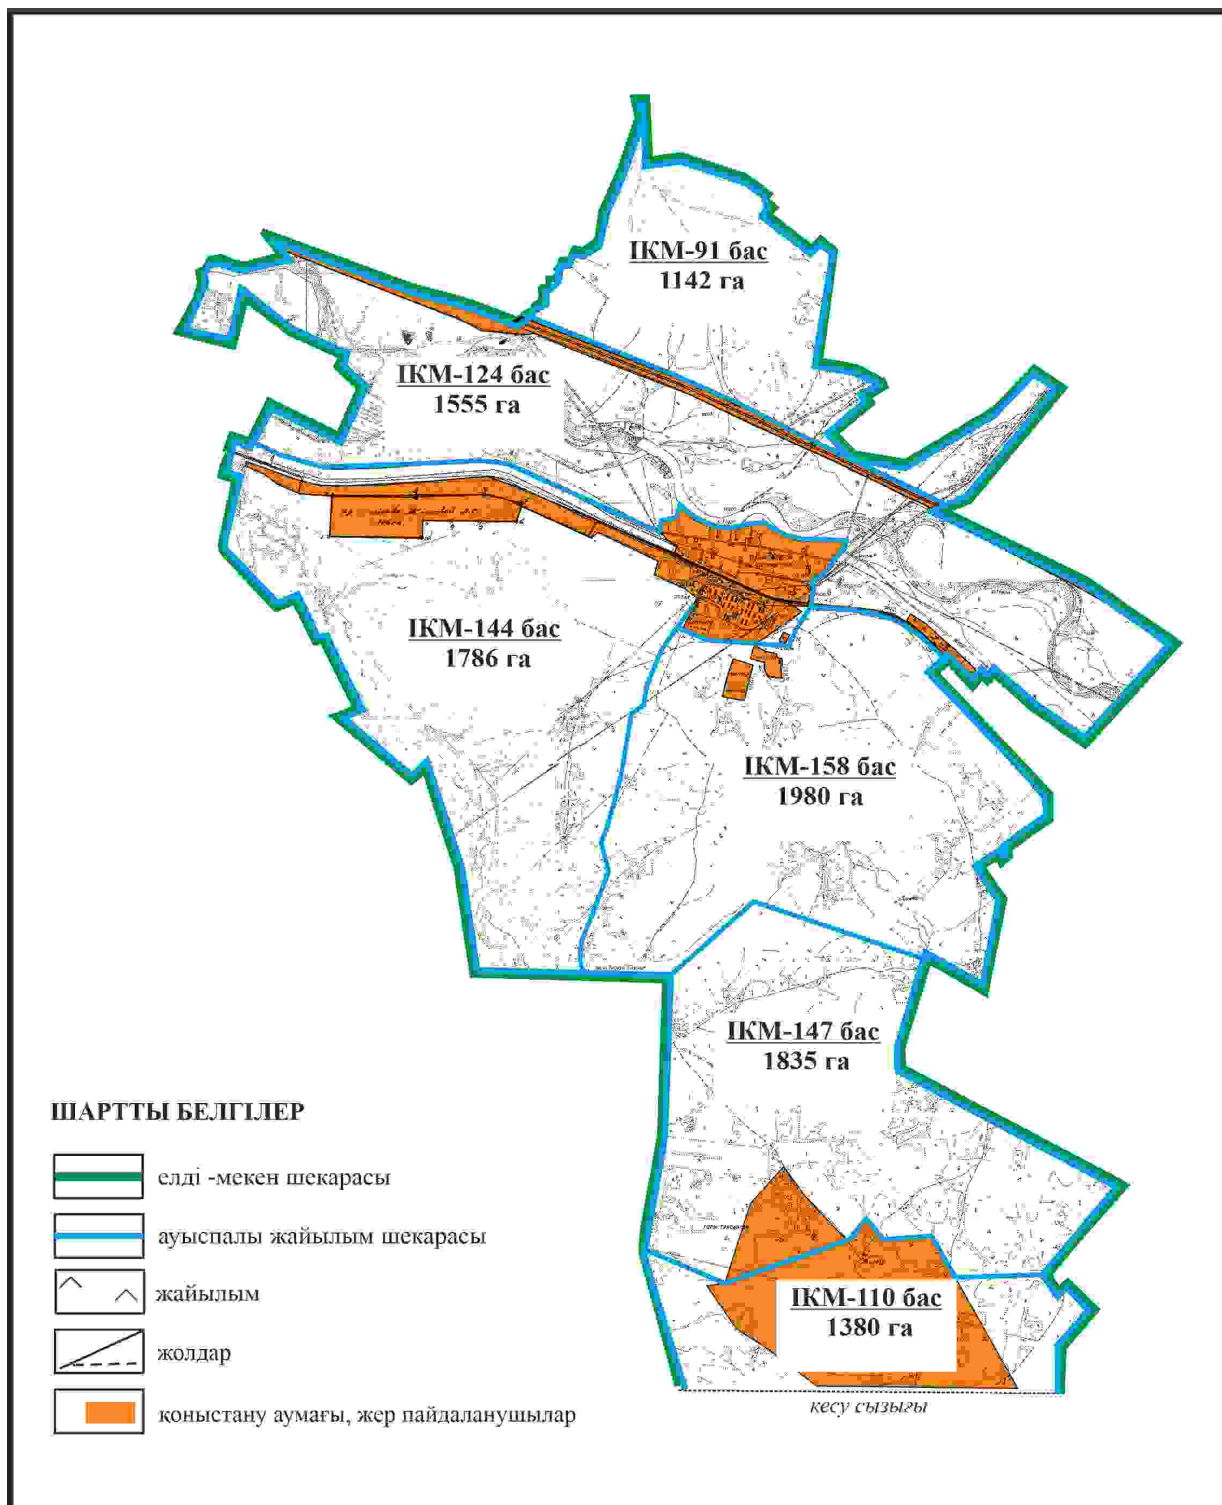 ІКМ-91 бас
1142 га
ІКМ-124 бас
1555 га
ІКМ-144 бас
1786 га
ІКМ-158 бас
1980 га
ІКМ-147 бас
1835 га
ІКМ-110 бас
1380 га
кесу сызығы
ШАРТТЫ БЕЛГІЛЕР
елді -мекен шекарасы
ауыспалы жайылым шекарасы
жайылым
жолдар
қоныстану аумағы, жер пайдаланушылар